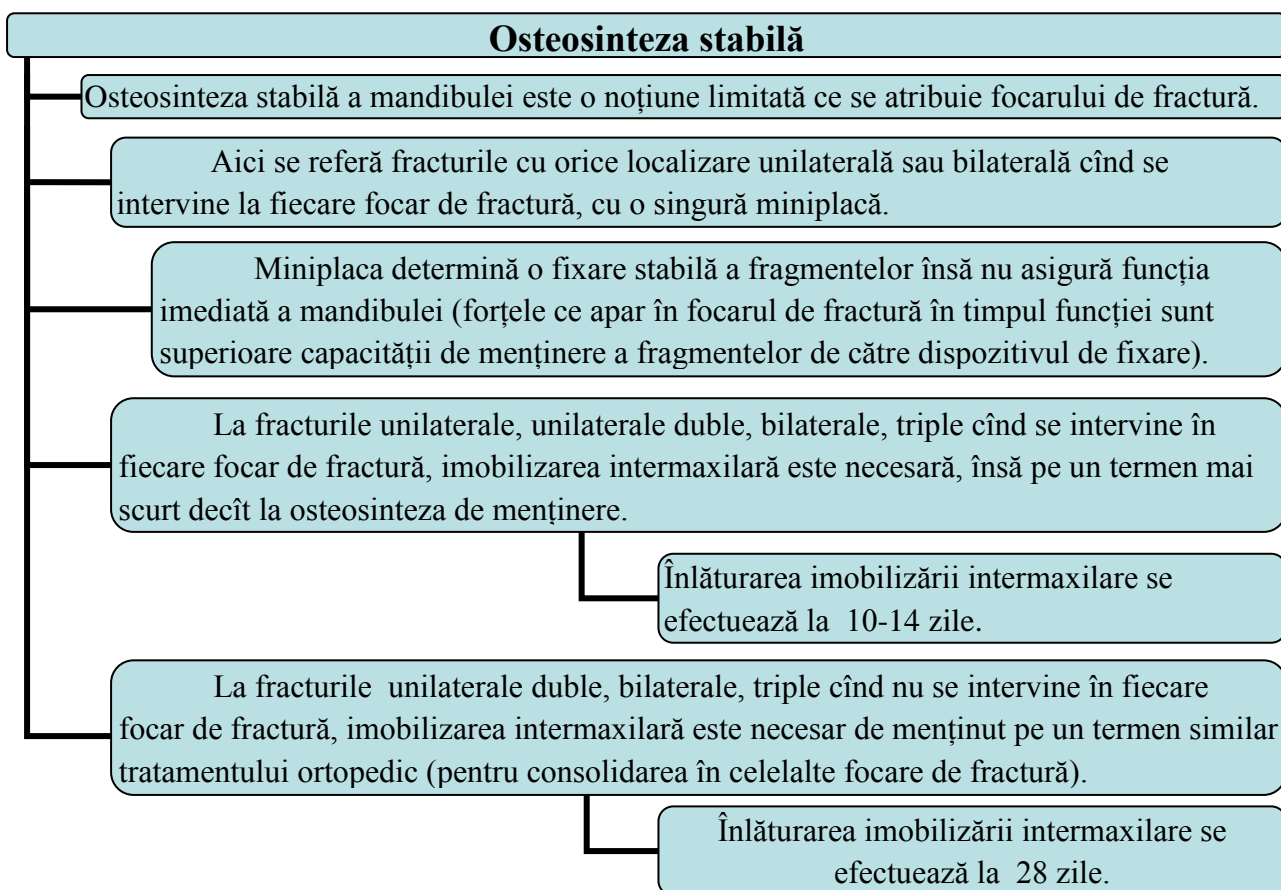 Osteosinteza stabilă
Osteosinteza stabilă a mandibulei este o noțiune limitată ce se atribuie focarului de fractură.
Aici se referă fracturile cu orice localizare unilaterală sau bilaterală cînd se
intervine la fiecare focar de fractură, cu o singură miniplacă.
Miniplaca determină o fixare stabilă a fragmentelor însă nu asigură funcția
imediată a mandibulei (forțele ce apar în focarul de fractură în timpul funcției sunt
superioare capacității de menținere a fragmentelor de către dispozitivul de fixare).
La fracturile unilaterale, unilaterale duble, bilaterale, triple cînd se intervine în
fiecare focar de fractură, imobilizarea intermaxilară este necesară, însă pe un termen mai
scurt decît la osteosinteza de menținere.
Înlăturarea imobilizării intermaxilare se
efectuează la 10-14 zile.
La fracturile unilaterale duble, bilaterale, triple cînd nu se intervine în fiecare
focar de fractură, imobilizarea intermaxilară este necesar de menținut pe un termen similar
tratamentului ortopedic (pentru consolidarea în celelalte focare de fractură).
Înlăturarea imobilizării intermaxilare se
efectuează la 28 zile.